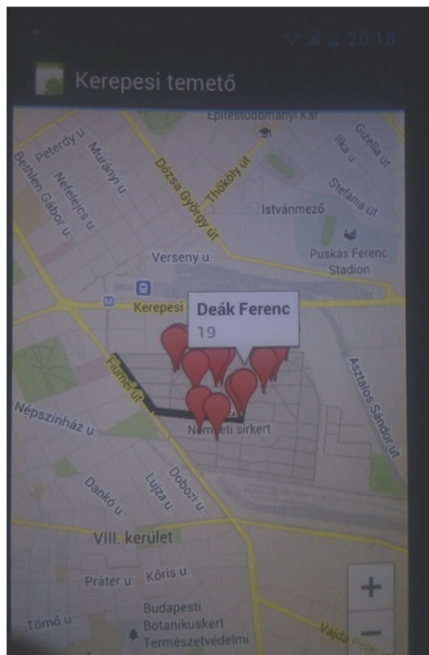 20:18
Kerepesi temető
Építéstudományi Kar
Peterdy u.
Murányi u.
Nefelejcs u.
Bethlen Gábor u.
Dózsa György út
Thököly út
Ilka u.
Gizella út
Stefánia út
Istvánmező
Puskás Ferenc
Stadion
Verseny u.
M
Kerepesi
Deák Ferenc
19
Fiumei út
Asztalos Sándor út
Népszínház u.
Nemzeti sírkert
Dankó u.
Lujza u.
Dobozi u.
VIII. kerület
Práter u.
Kőris u.
Tömő u.
Budapesti
Botanikuskert
Természetvédelmi
Vajda Péter u.
+
−